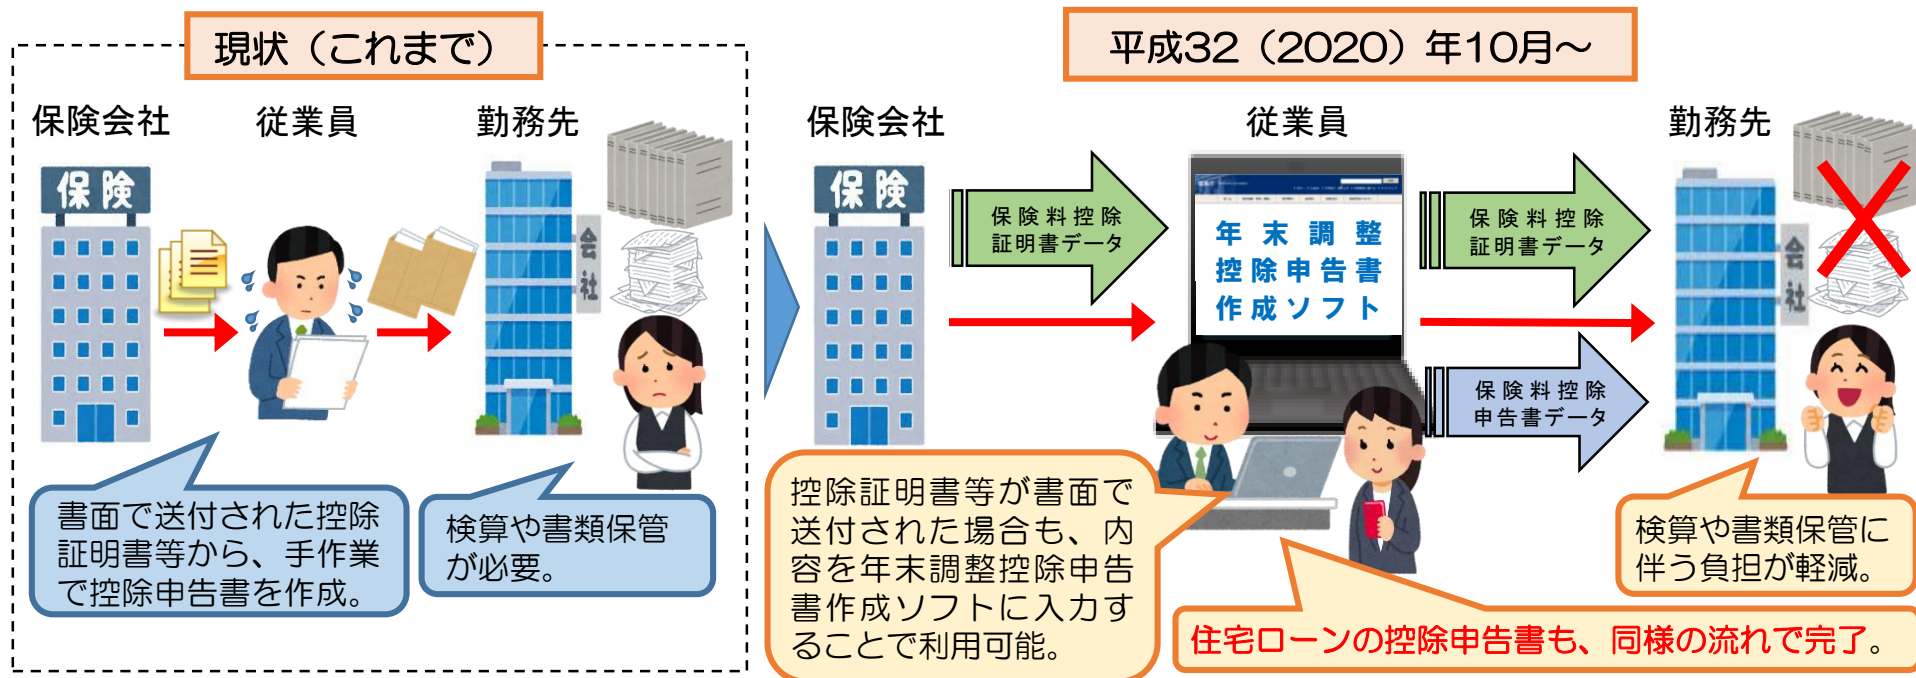 現状（これまで）
保険会社
従業員
勤務先
保険
会社
書面で送付された控除
証明書等から、手作業
で控除申告書を作成。
検算や書類保管
が必要。
平成32（2020）年10月～
保険会社
従業員
勤務先
保険
保険料控除
証明書データ
年末調整
控除申告書
作成ソフト
保険料控除
証明書データ
保険料控除
申告書データ
会社
控除証明書等が書面で
送付された場合も、内
容を年末調整控除申告
書作成ソフトに入力す
ることで利用可能。
検算や書類保管に
伴う負担が軽減。
住宅ローンの控除申告書も、同様の流れで完了。